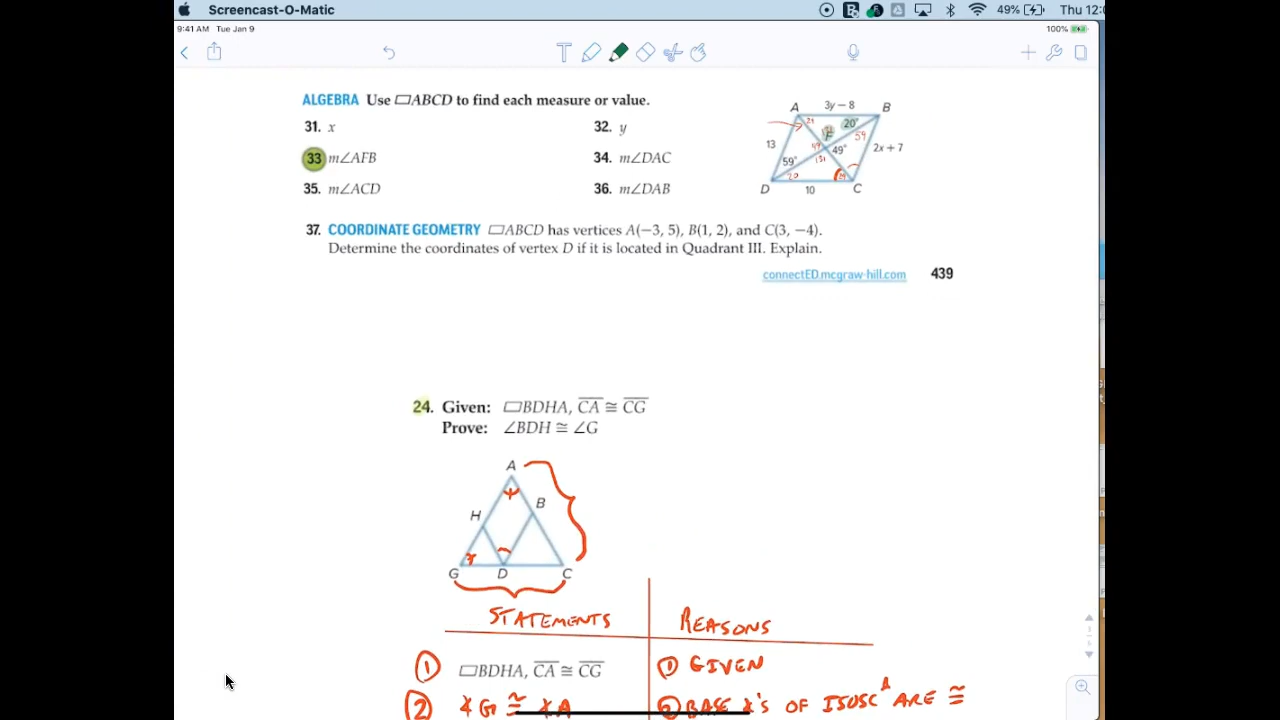 Screencast-O-Matic
49%
Thu 12:0
9:41 AM Tue Jan 9
100%
ALGEBRA Use ▱ABCD to find each measure or value.
31. x
32. y
33 m∠AFB
34. m∠DAC
35. m∠ACD
36. m∠DAB
A 3y − 8 B
20°
F
59
13
49°
2x + 7
59°
131
20
D 10 C
37. COORDINATE GEOMETRY ▱ABCD has vertices A(−3, 5), B(1, 2), and C(3, −4).
Determine the coordinates of vertex D if it is located in Quadrant III. Explain.
connectED.mcgraw-hill.com 439
24. Given: ▱BDHA, CA ≅ CG
Prove: ∠BDH ≅ ∠G
A
B
H
G D C
STATEMENTS REASONS
① ▱BDHA, CA ≅ CG ① GIVEN
② ∠G ≅ ∠A ② BASE ∠'S OF ISOSC Δ ARE ≅